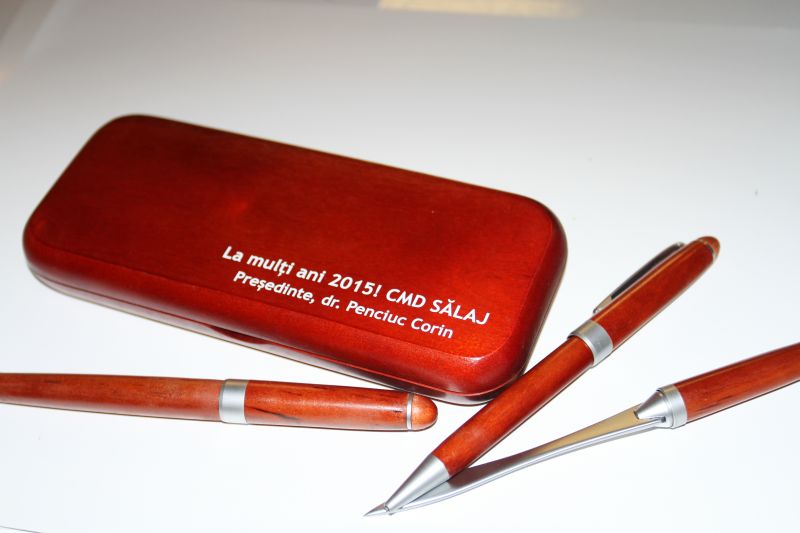 La mulți ani 2015! CMD SĂLAJ
Președinte, dr. Penciuc Corin